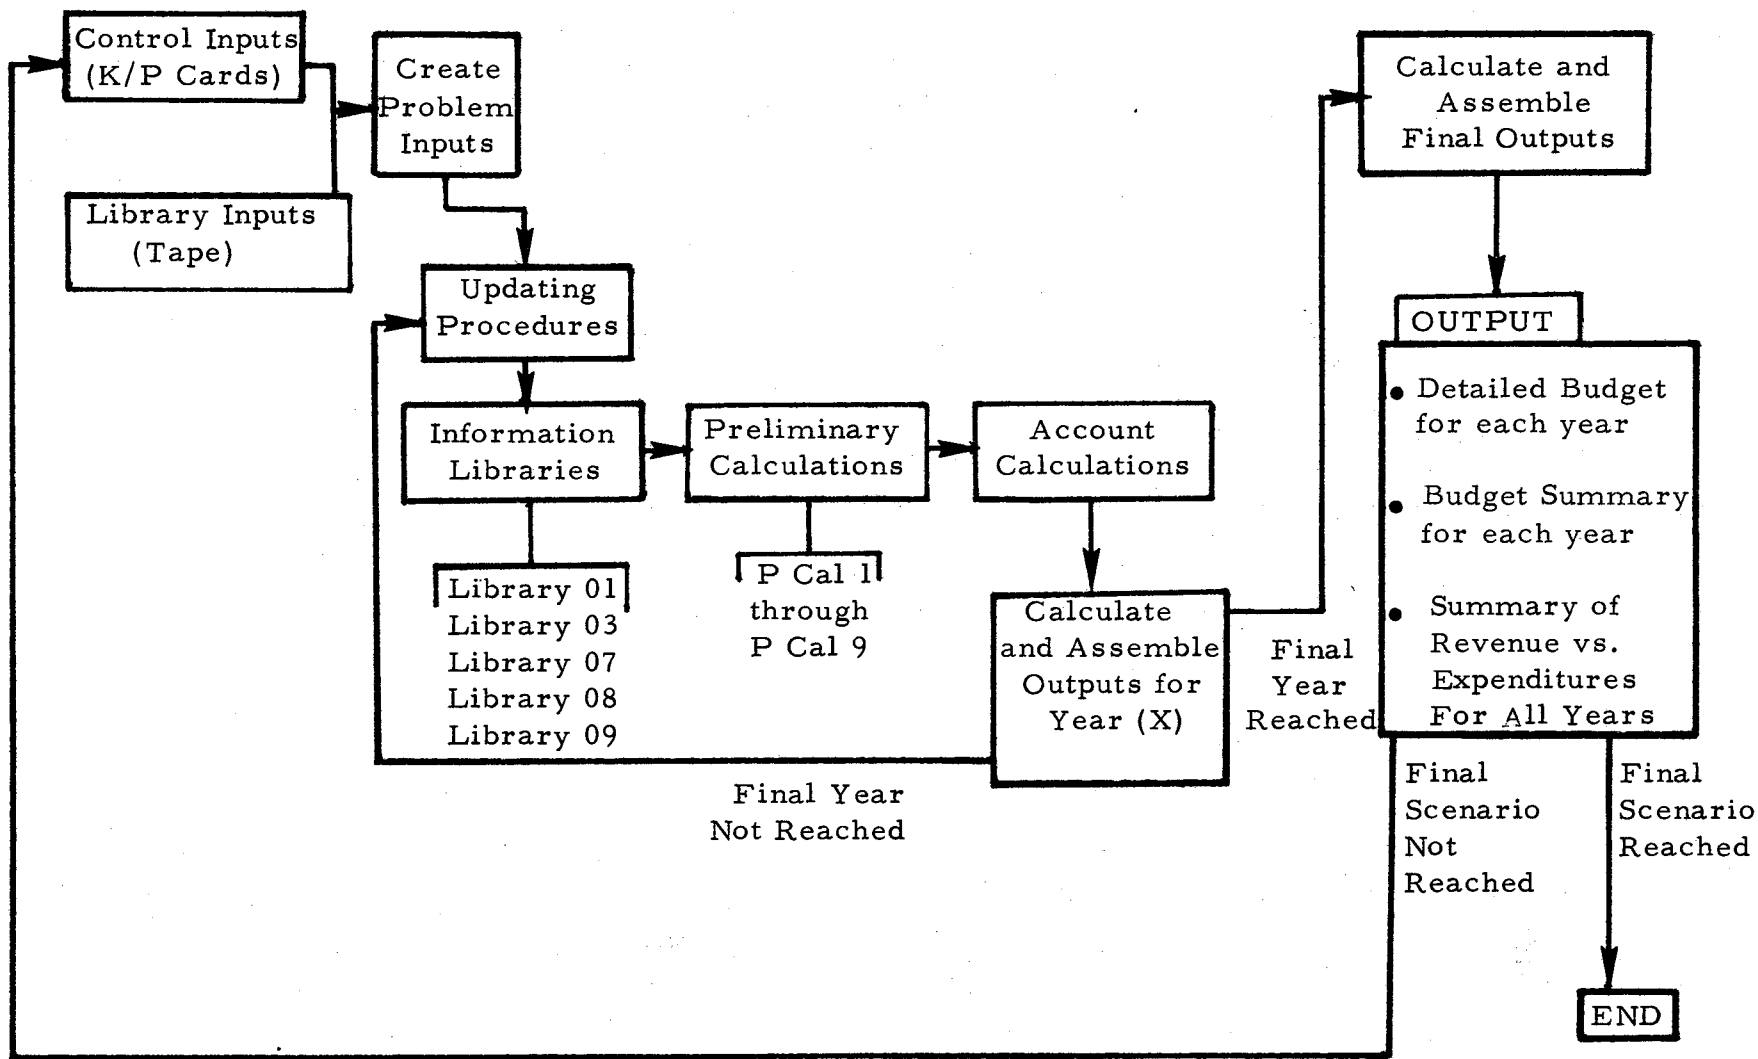 Control Inputs
(K/P Cards)
Library Inputs
(Tape)
Create
Problem
Inputs
Updating
Procedures
Information
Libraries
Library 01
Library 03
Library 07
Library 08
Library 09
Preliminary
Calculations
P Cal 1
through
P Cal 9
Account
Calculations
Calculate
and Assemble
Outputs for
Year (X)
Final Year
Not Reached
Final
Year
Reached
Calculate and
Assemble
Final Outputs
OUTPUT
• Detailed Budget
for each year
• Budget Summary
for each year
• Summary of
Revenue vs.
Expenditures
For All Years
Final
Scenario
Not
Reached
Final
Scenario
Reached
END